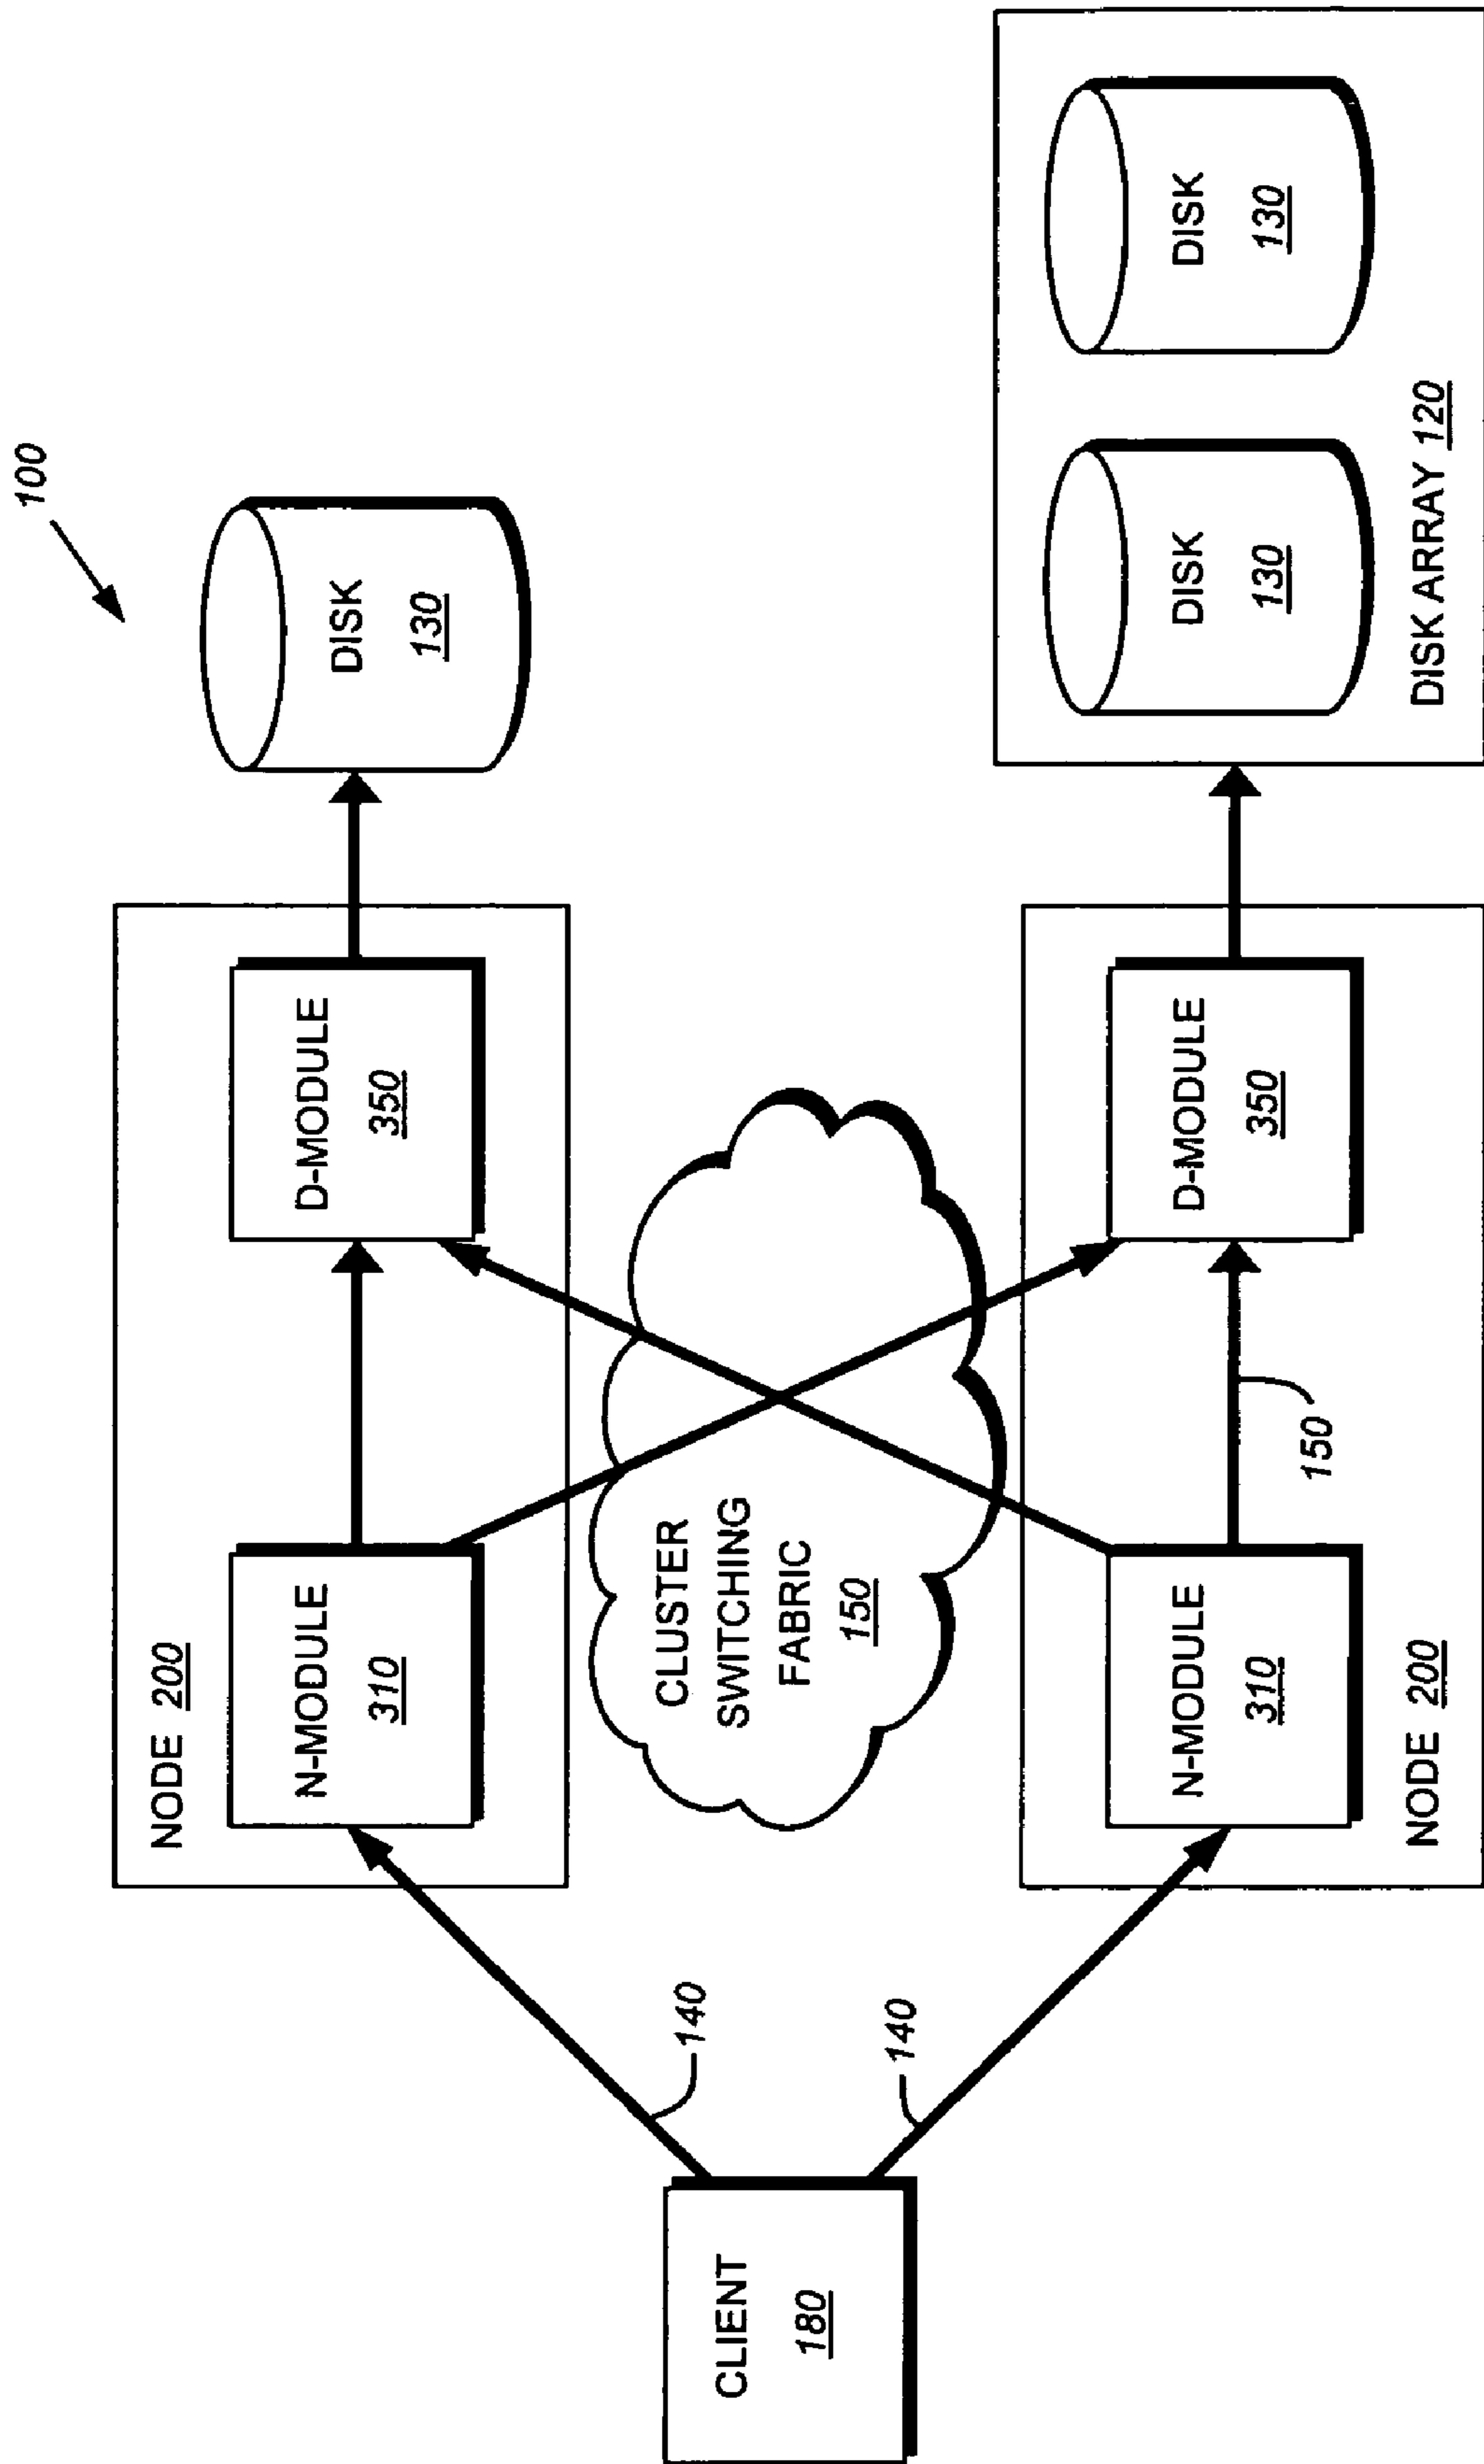 100
NODE 200
N-MODULE
310
D-MODULE
350
DISK
130
CLIENT
180
140
140
CLUSTER
SWITCHING
FABRIC
150
N-MODULE
310
NODE 200
150
D-MODULE
350
DISK
130
DISK
130
DISK ARRAY 120